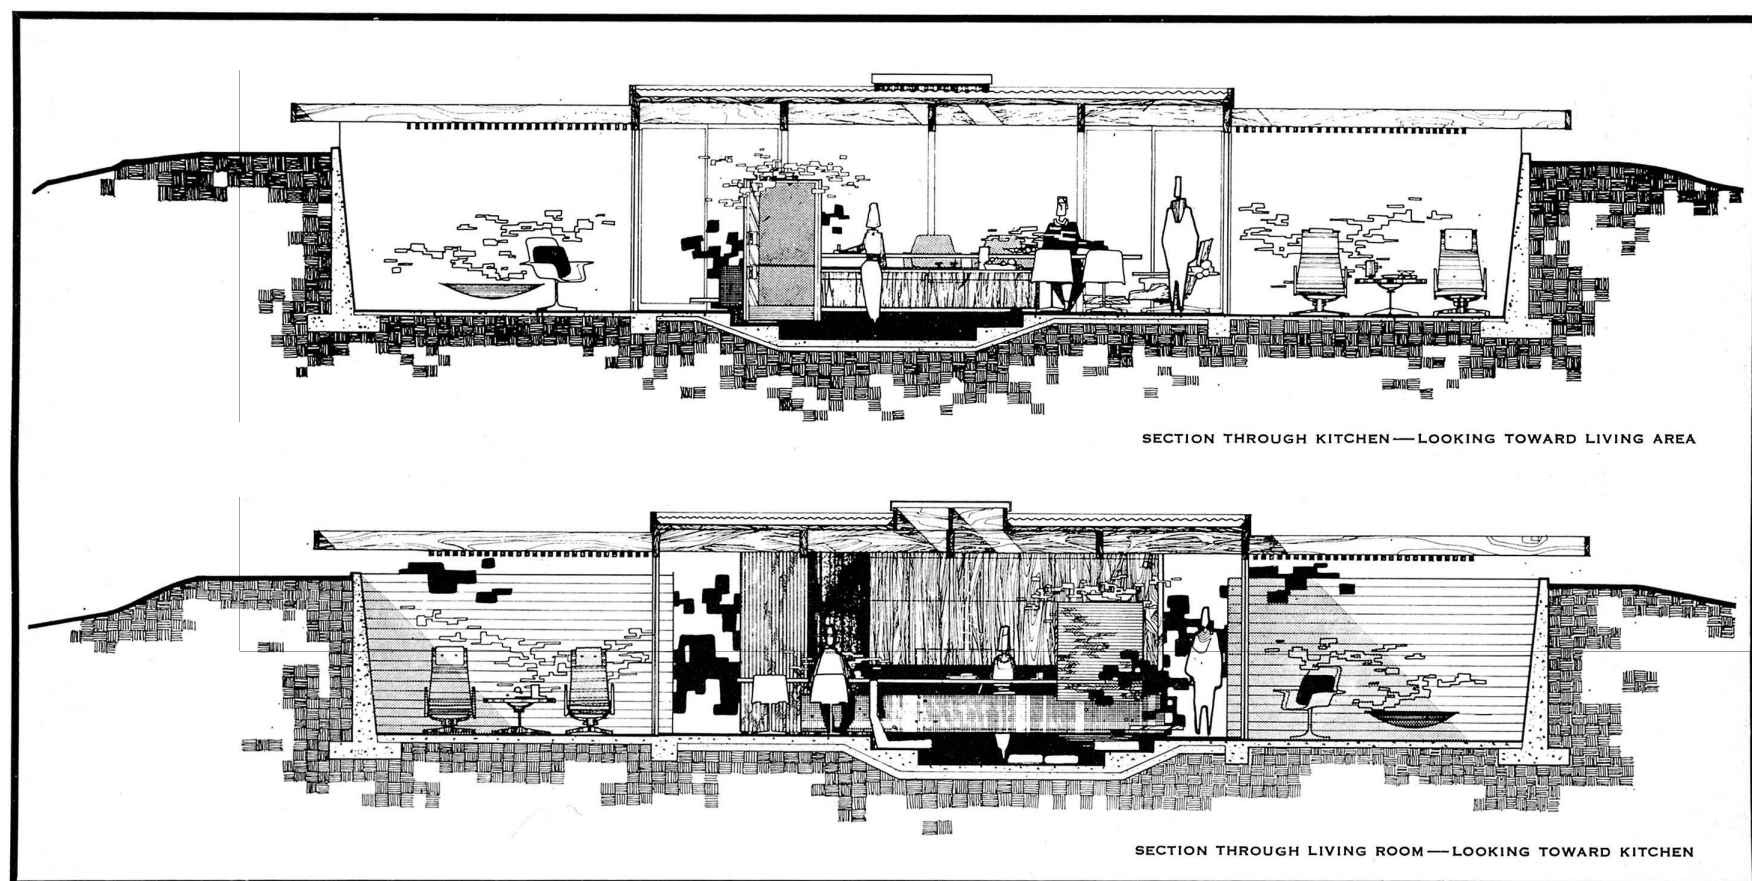 SECTION THROUGH KITCHEN—LOOKING TOWARD LIVING AREA
SECTION THROUGH LIVING ROOM—LOOKING TOWARD KITCHEN